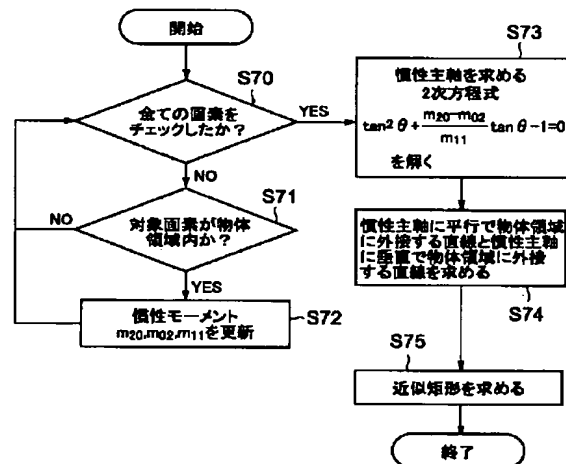 開始
S70
全ての画素を
チェックしたか？
YES
NO
S71
対象画素が物体
領域内か？
NO
YES
慣性モーメント
m20,m02,m11を更新
S72
S73
慣性主軸を求める
2次方程式
tan²θ+(m20-m02)/m11 tanθ-1=0
を解く
慣性主軸に平行で物体領域
に外接する直線と慣性主軸
に垂直で物体領域に外接
する直線を求める
S74
S75
近似矩形を求める
終了